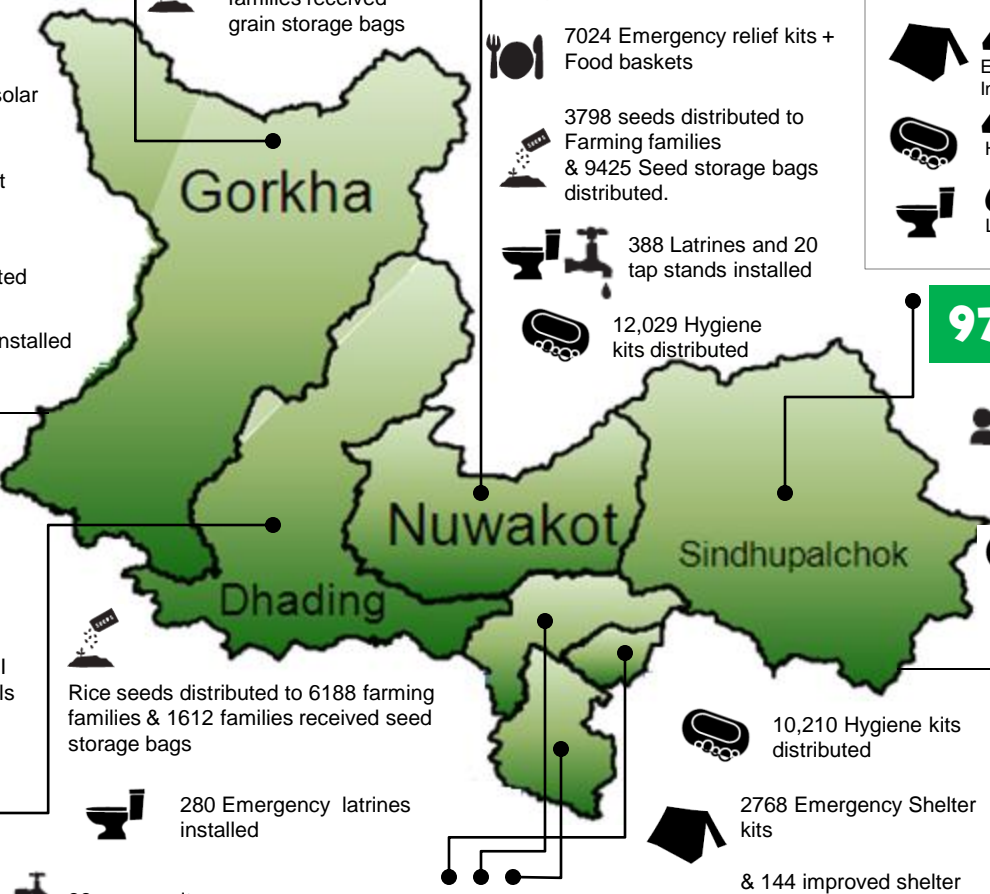 families received
grain storage bags
7024 Emergency relief kits +
Food baskets
3798 seeds distributed to
Farming families
& 9425 Seed storage bags
distributed.
388 Latrines and 20
tap stands installed
12,029 Hygiene
kits distributed
solar
installed
97
Gorkha
Nuwakot
Sindhupalchok
Dhading
SEEDS
Rice seeds distributed to 6188 farming
families & 1612 families received seed
storage bags
280 Emergency latrines
installed
10,210 Hygiene kits
distributed
2768 Emergency Shelter
kits
& 144 improved shelter